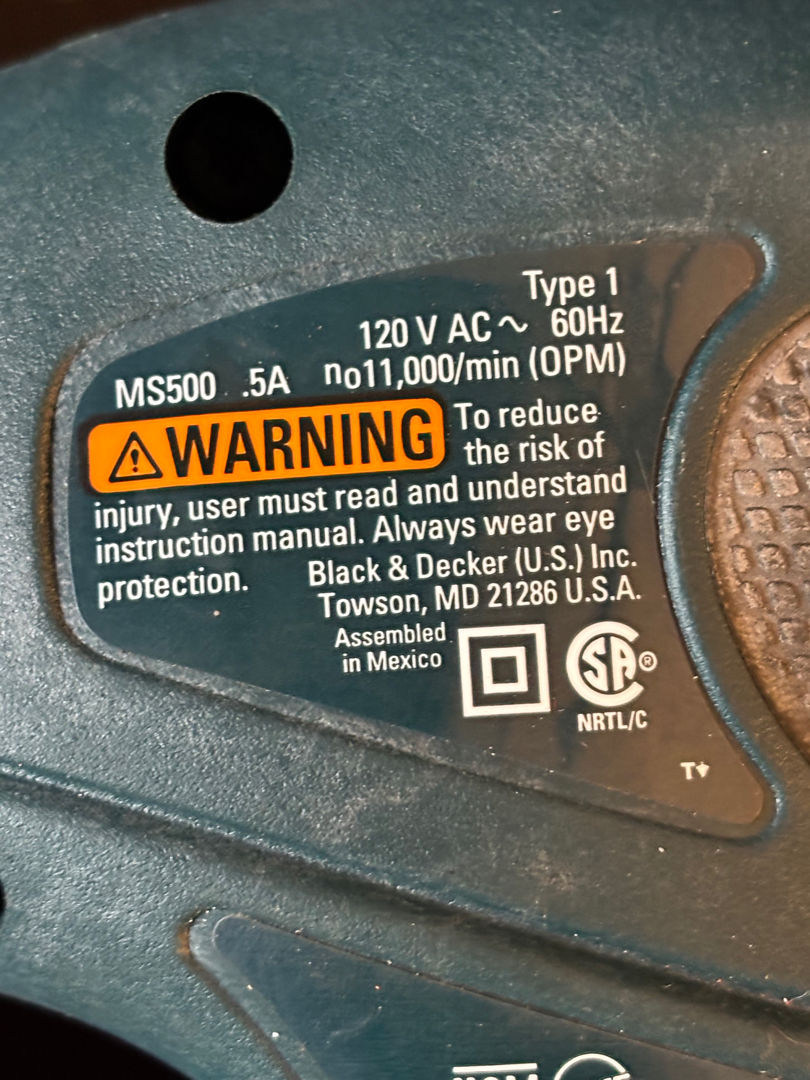 Type 1
120 V AC ~ 60Hz
MS500 .5A no11,000/min (OPM)
⚠WARNING To reduce
the risk of
injury, user must read and understand
instruction manual. Always wear eye
protection. Black & Decker (U.S.) Inc.
Towson, MD 21286 U.S.A.
Assembled
in Mexico
SA®
NRTL/C
T